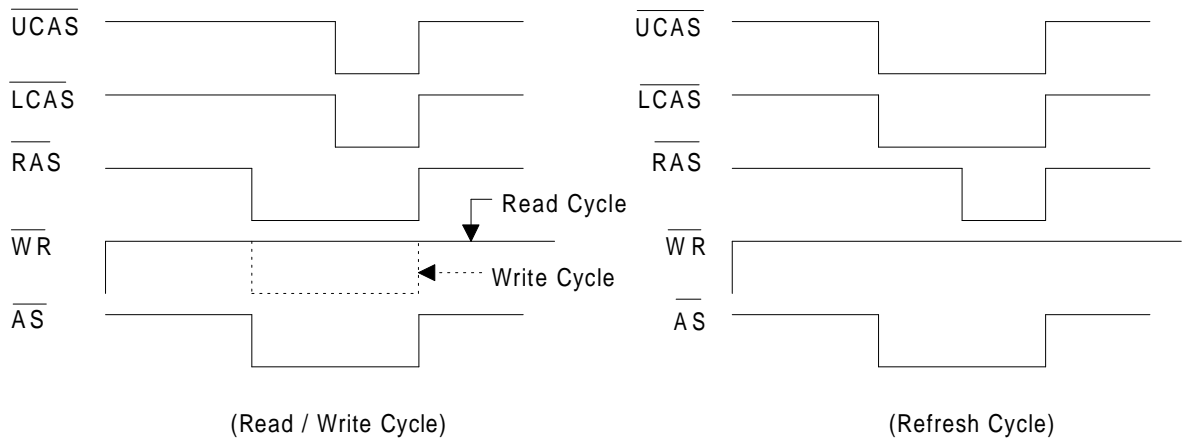 UCAS
LCAS
RAS
Read Cycle
WR
Write Cycle
AS
(Read / Write Cycle)
UCAS
LCAS
RAS
WR
AS
(Refresh Cycle)